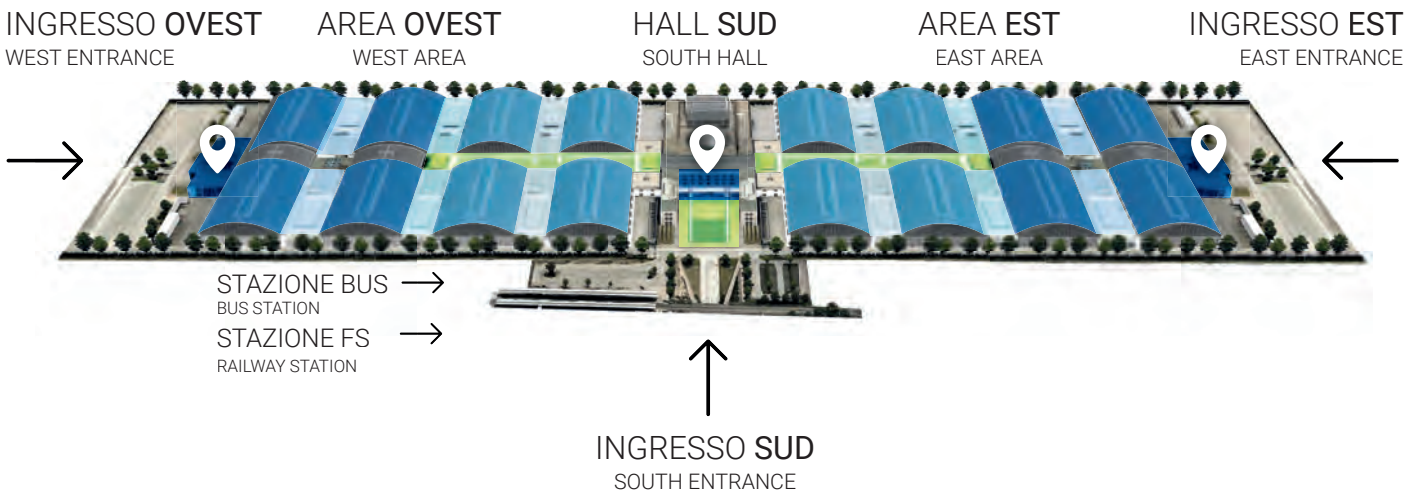 INGRESSO OVEST
WEST ENTRANCE
AREA OVEST
WEST AREA
HALL SUD
SOUTH HALL
AREA EST
EAST AREA
INGRESSO EST
EAST ENTRANCE
STAZIONE BUS
BUS STATION
STAZIONE FS
RAILWAY STATION
INGRESSO SUD
SOUTH ENTRANCE